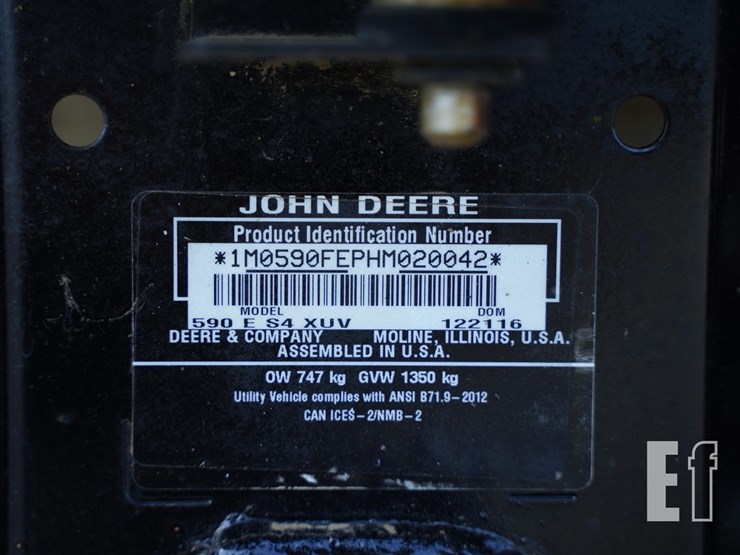 JOHN DEERE
Product Identification Number
*1M0590FEPHM020042*
MODEL DOM
590 E S4 XUV 122116
DEERE & COMPANY MOLINE, ILLINOIS, U.S.A.
ASSEMBLED IN U.S.A.
OW 747 kg GVW 1350 kg
Utility Vehicle complies with ANSI B71.9-2012
CAN ICES-2/NMB-2
Ef